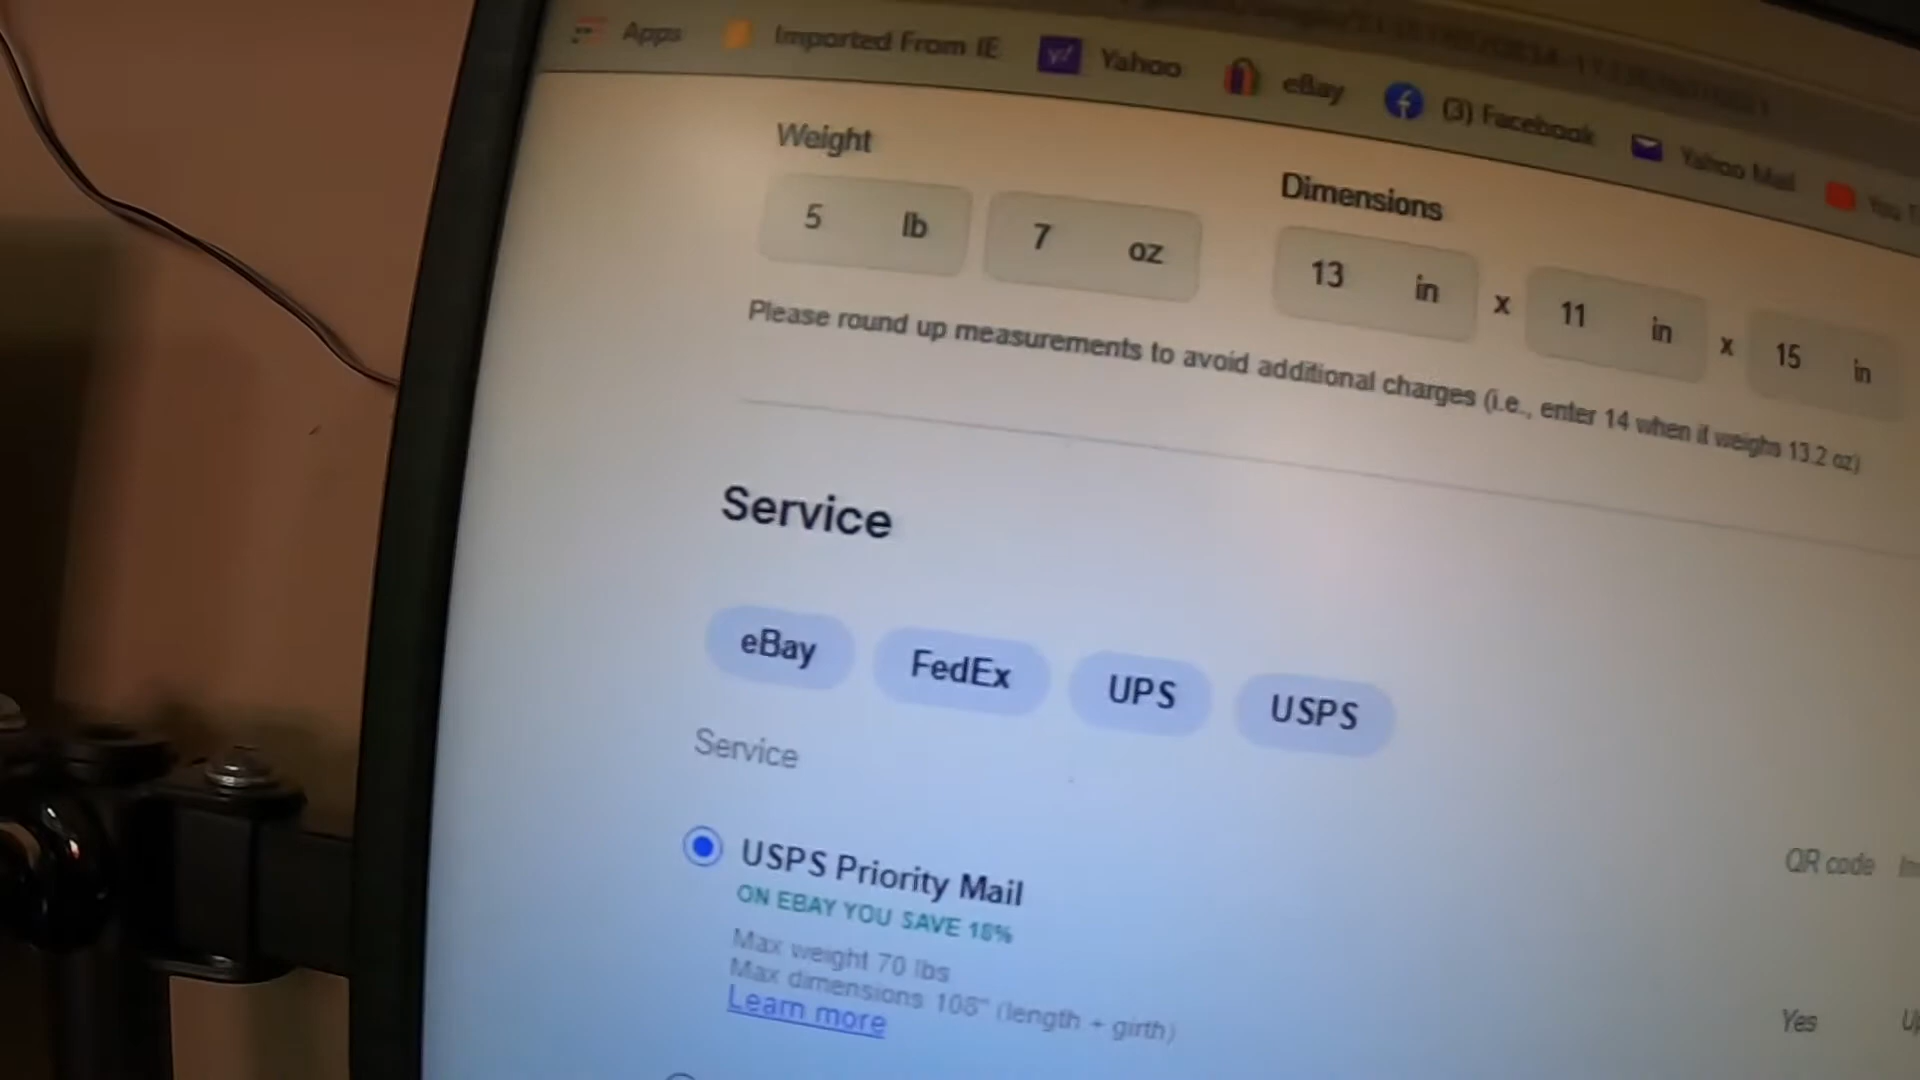 Apps Imported From IE Yahoo eBay (3) Facebook Yahoo Mail You
Weight
Dimensions
5 lb 7 oz 13 in x 11 in x 15 in
Please round up measurements to avoid additional charges (i.e., enter 14 when it weighs 13.2 oz)
Service
eBay FedEx UPS USPS
Service
QR code
USPS Priority Mail
ON EBAY YOU SAVE 18%
Max weight 70 lbs
Max dimensions 108" (length + girth)
Learn more
Yes